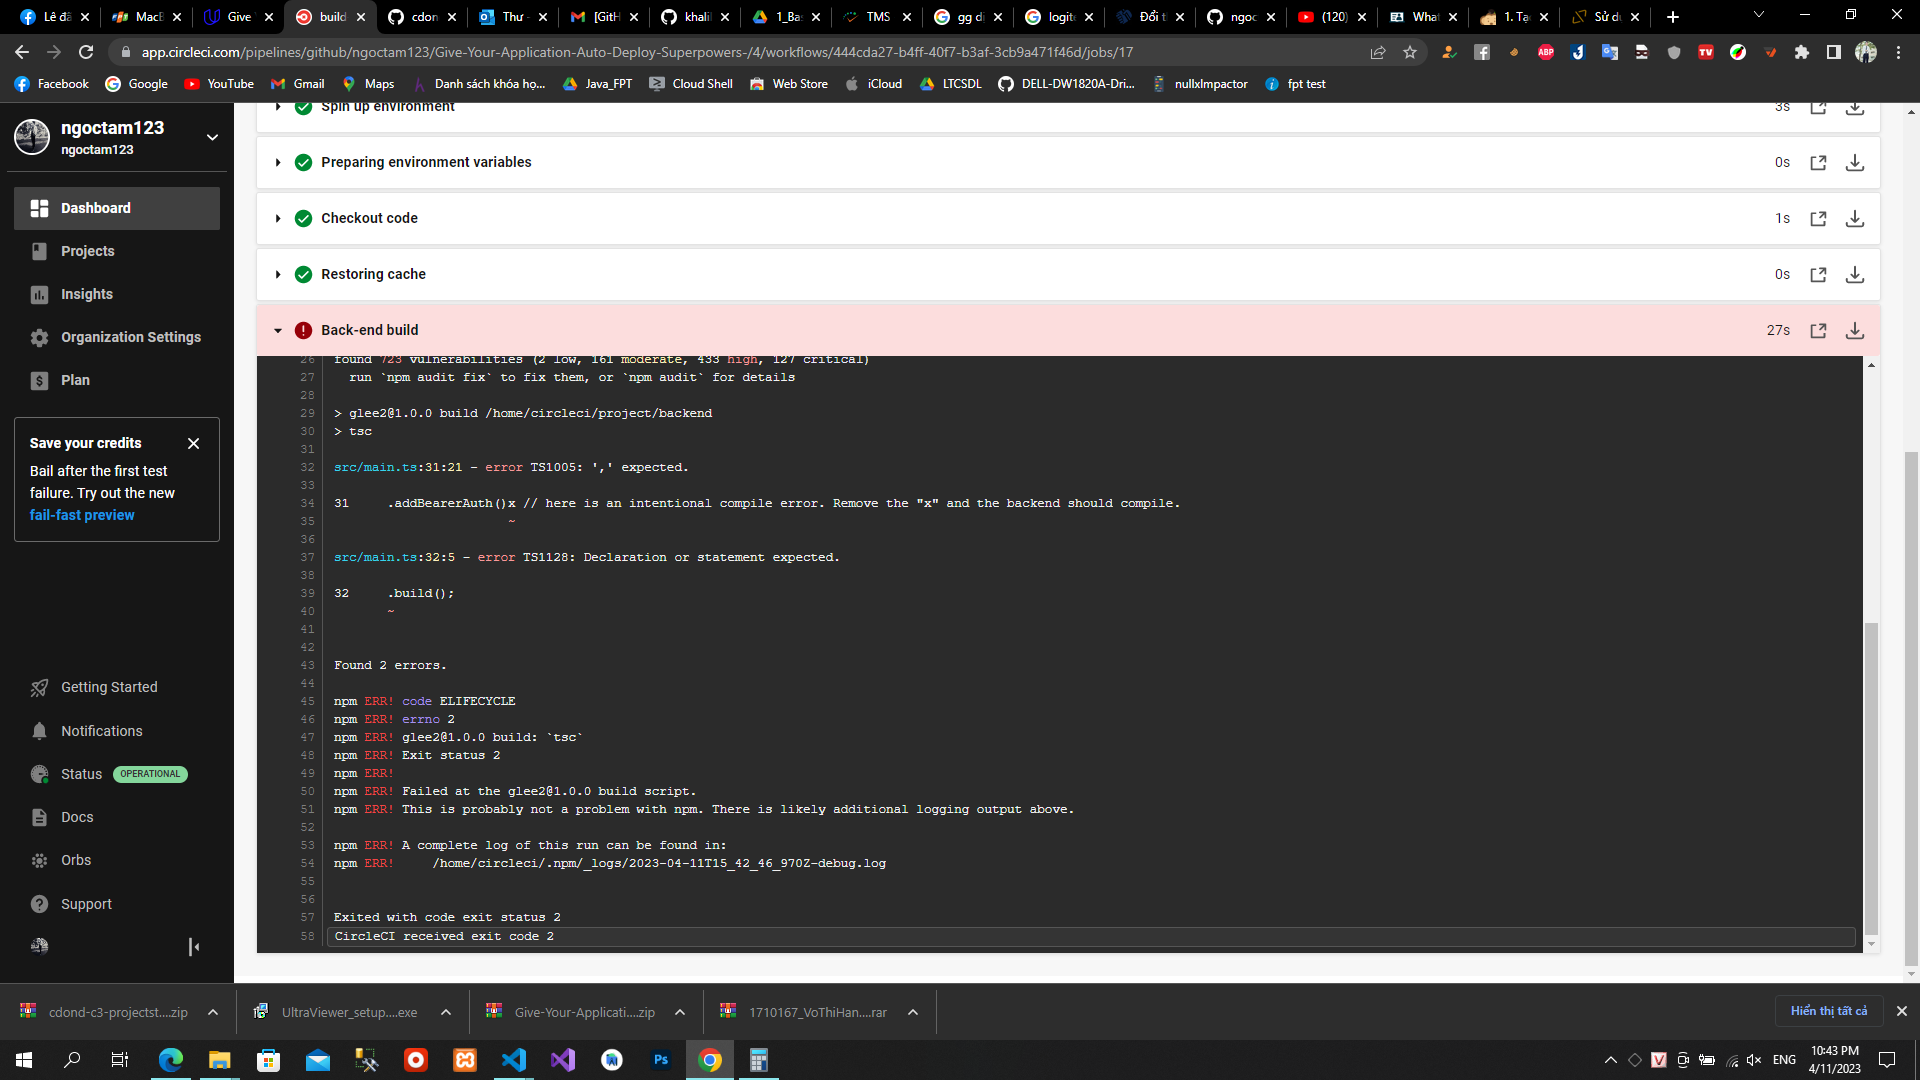 Lê đã
MacB
Give Y
build
cdon
Thư -
[GitH
khalil
1_Bas
TMS
gg dị
logite
Đổi t
ngoc
(120)
What
1. Tạo
Sử dụ
app.circleci.com/pipelines/github/ngoctam123/Give-Your-Application-Auto-Deploy-Superpowers-/4/workflows/444cda27-b4ff-40f7-b3af-3cb9a471f46d/jobs/17
Facebook
Google
YouTube
Gmail
Maps
Danh sách khóa họ...
Java_FPT
Cloud Shell
Web Store
iCloud
LTCSDL
DELL-DW1820A-Dri...
nullxImpactor
fpt test
ngoctam123
ngoctam123
Dashboard
Projects
Insights
Organization Settings
Plan
Save your credits
Bail after the first test
failure. Try out the new
fail-fast preview
Getting Started
Notifications
Status OPERATIONAL
Docs
Orbs
Support
Spin up environment 3s
Preparing environment variables 0s
Checkout code 1s
Restoring cache 0s
Back-end build 27s
26 found 723 vulnerabilities (2 low, 161 moderate, 433 high, 127 critical)
27 run `npm audit fix` to fix them, or `npm audit` for details
28
29 > glee2@1.0.0 build /home/circleci/project/backend
30 > tsc
31
32 src/main.ts:31:21 - error TS1005: ',' expected.
33
34 31 .addBearerAuth()x // here is an intentional compile error. Remove the "x" and the backend should compile.
35 ~
36
37 src/main.ts:32:5 - error TS1128: Declaration or statement expected.
38
39 32 .build();
40 ~
41
42
43 Found 2 errors.
44
45 npm ERR! code ELIFECYCLE
46 npm ERR! errno 2
47 npm ERR! glee2@1.0.0 build: `tsc`
48 npm ERR! Exit status 2
49 npm ERR!
50 npm ERR! Failed at the glee2@1.0.0 build script.
51 npm ERR! This is probably not a problem with npm. There is likely additional logging output above.
52
53 npm ERR! A complete log of this run can be found in:
54 npm ERR! /home/circleci/.npm/_logs/2023-04-11T15_42_46_970Z-debug.log
55
56
57 Exited with code exit status 2
58 CircleCI received exit code 2
cdond-c3-projectst....zip
UltraViewer_setup....exe
Give-Your-Applicati....zip
1710167_VoThiHan....rar
Hiển thị tất cả
ENG
10:43 PM
4/11/2023